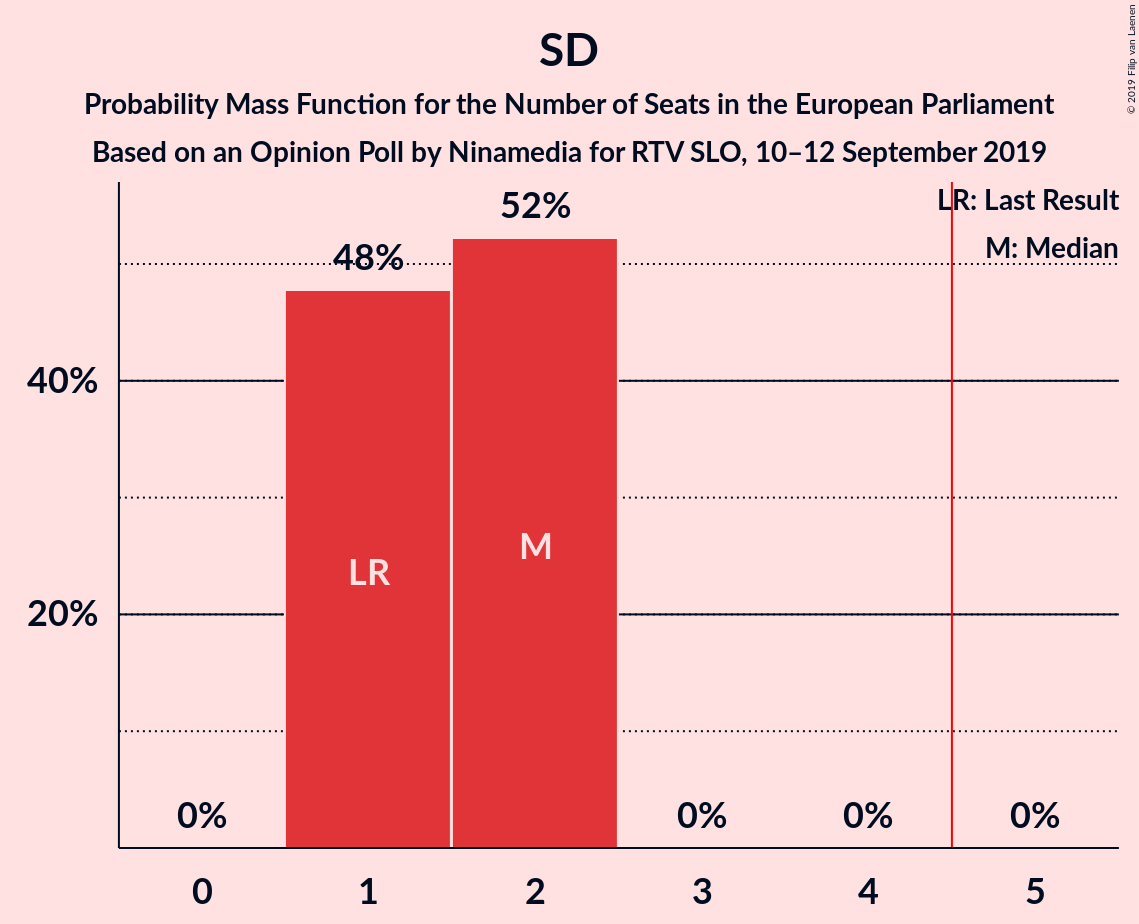 SD
Probability Mass Function for the Number of Seats in the European Parliament
Based on an Opinion Poll by Ninamedia for RTV SLO, 10–12 September 2019
© 2019 Filip van Laenen
LR: Last Result
M: Median
52%
48%
40%
20%
LR
M
0%
0%
0%
0%
0
1
2
3
4
5